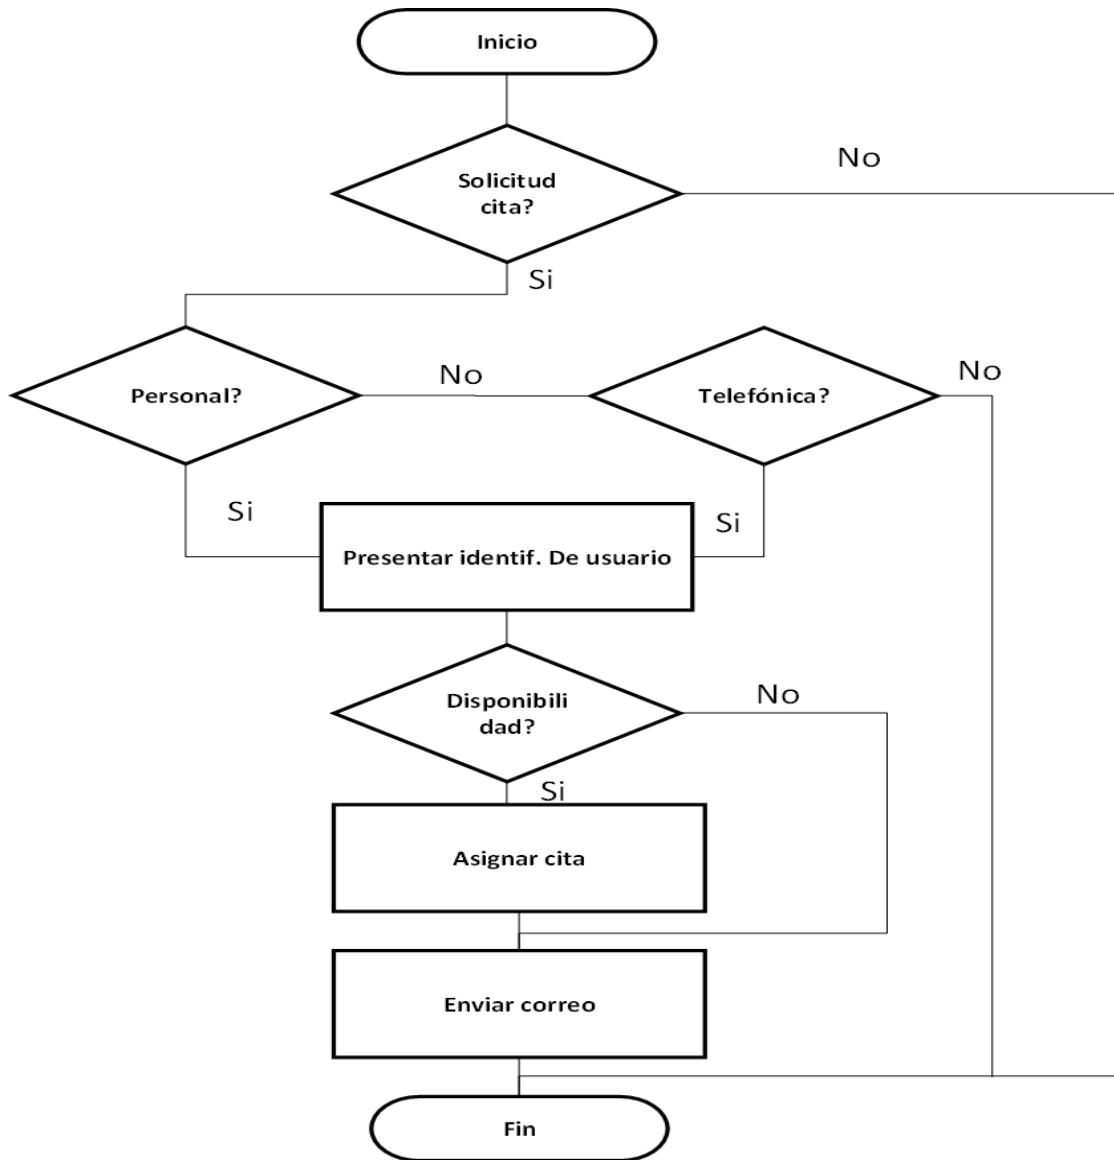 Inicio
No
Solicitud
cita?
Si
Personal?
No
Telefónica?
No
Si
Si
Presentar identif. De usuario
Disponibili
dad?
No
Si
Asignar cita
Enviar correo
Fin